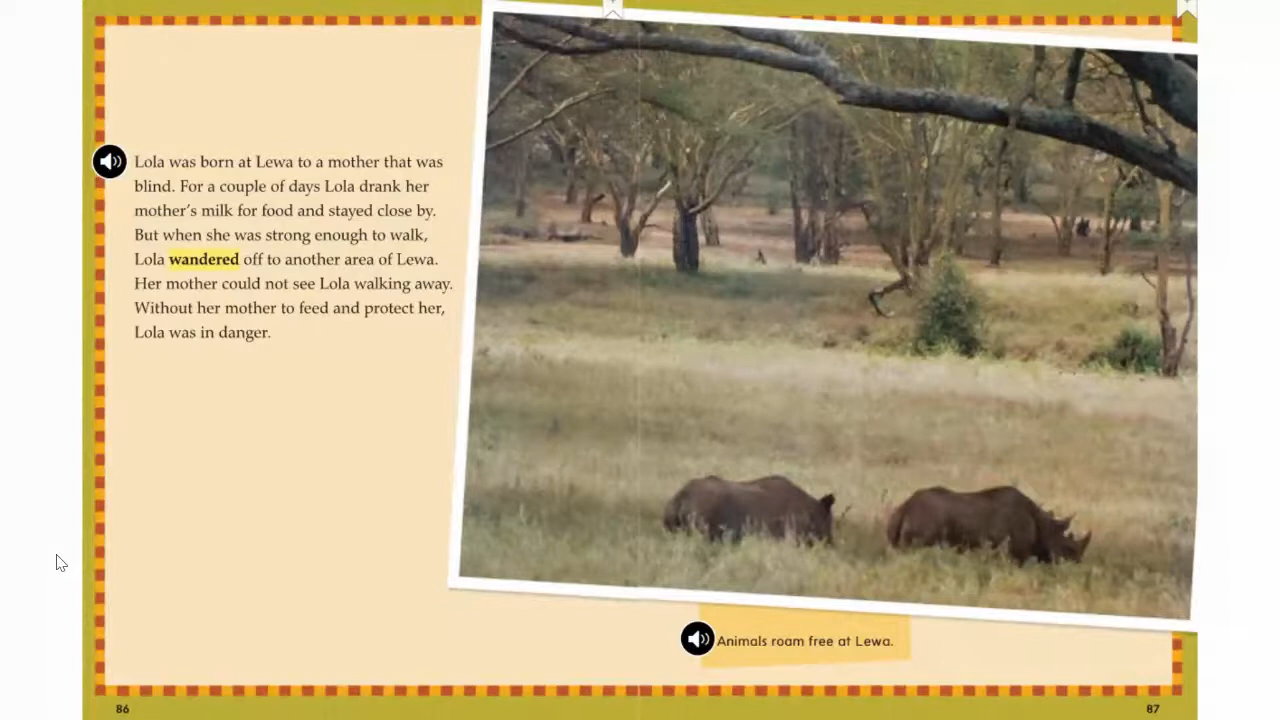 Lola was born at Lewa to a mother that was
blind. For a couple of days Lola drank her
mother's milk for food and stayed close by.
But when she was strong enough to walk,
Lola wandered off to another area of Lewa.
Her mother could not see Lola walking away.
Without her mother to feed and protect her,
Lola was in danger.
Animals roam free at Lewa.
86
87